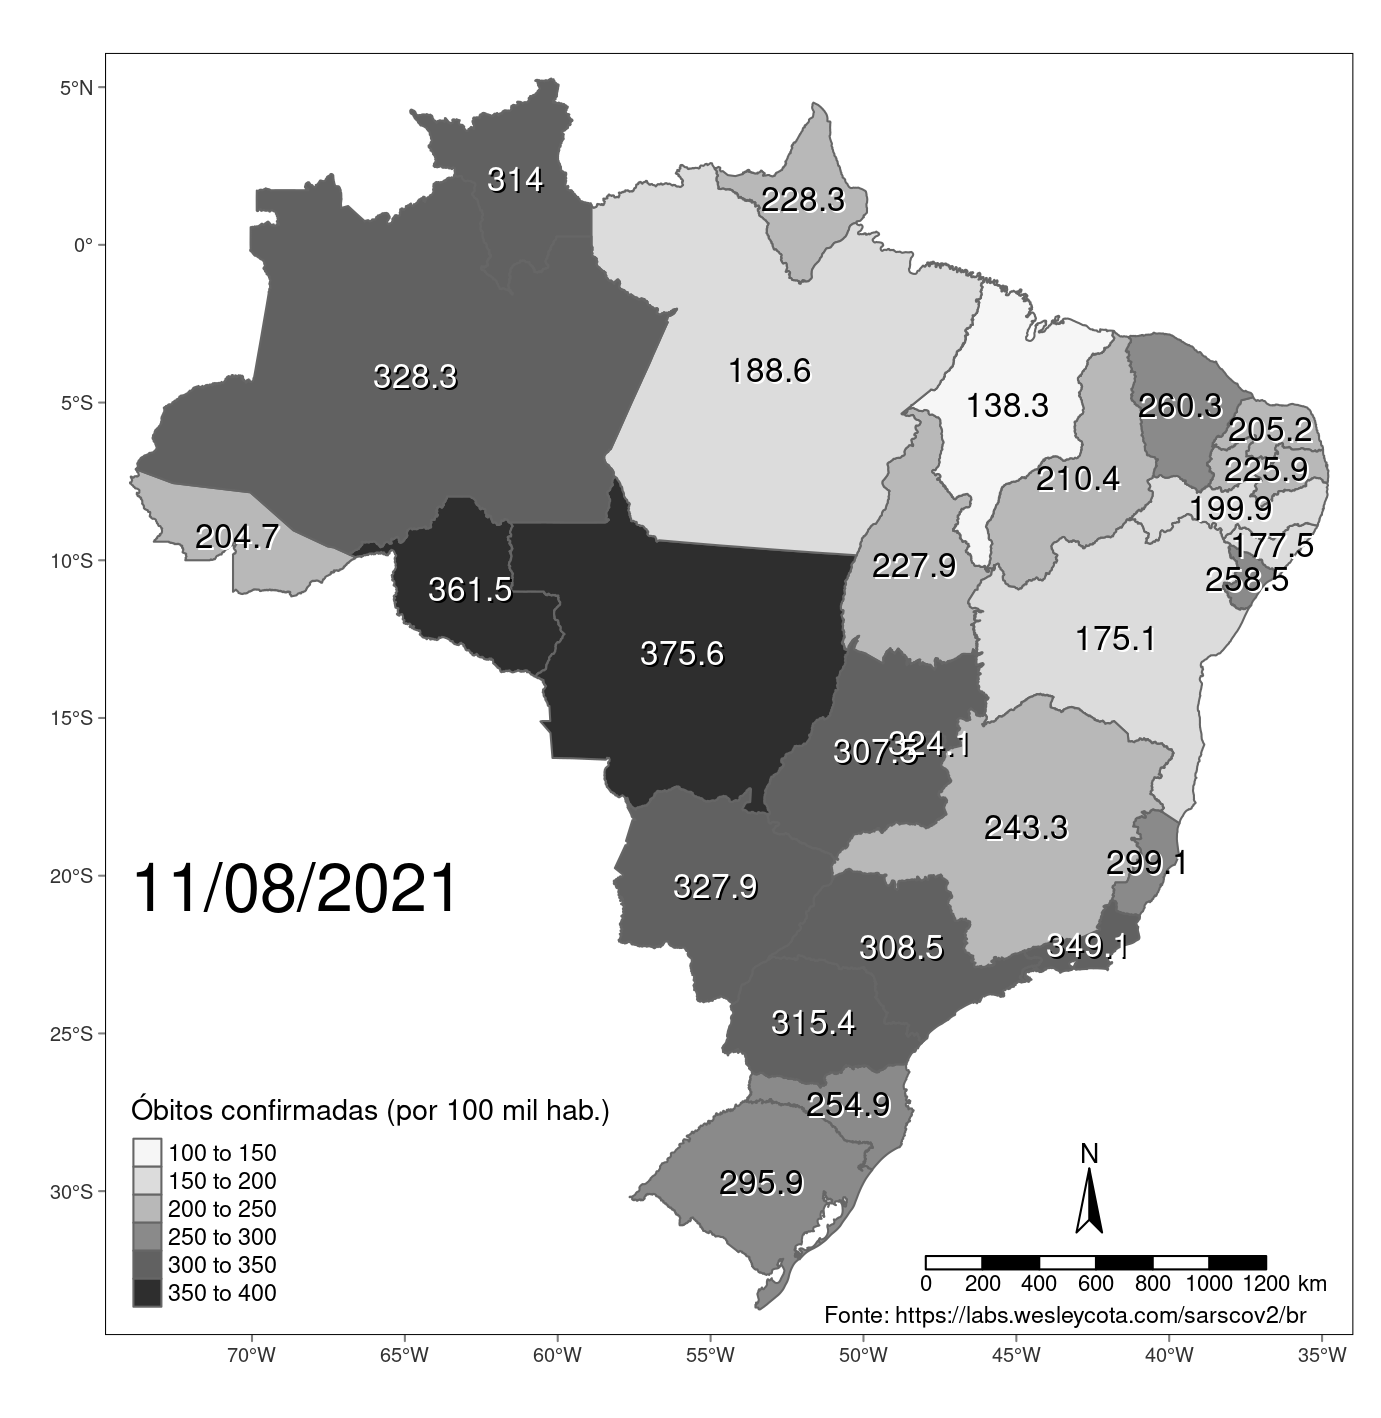 5°N
314
228.3
0°
328.3
188.6
138.3
260.3
5°S
205.2
225.9
210.4
199.9
204.7
227.9
177.5
10°S
258.5
361.5
175.1
375.6
15°S
307.5
324.1
243.3
299.1
20°S
11/08/2021
327.9
308.5
349.1
315.4
25°S
254.9
Óbitos confirmadas (por 100 mil hab.)
100 to 150
150 to 200
200 to 250
250 to 300
300 to 350
350 to 400
295.9
30°S
N
0 200 400 600 800 1000 1200 km
Fonte: https://labs.wesleycota.com/sarscov2/br
70°W 65°W 60°W 55°W 50°W 45°W 40°W 35°W